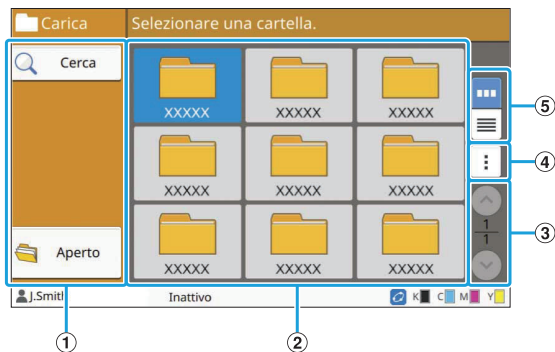 Carica
Selezionare una cartella.
Cerca
XXXXX XXXXX XXXXX
XXXXX XXXXX XXXXX
Aperto
XXXXX XXXXX XXXXX
1
1
J.Smith
Inattivo
K C M Y
5
4
3
1
2